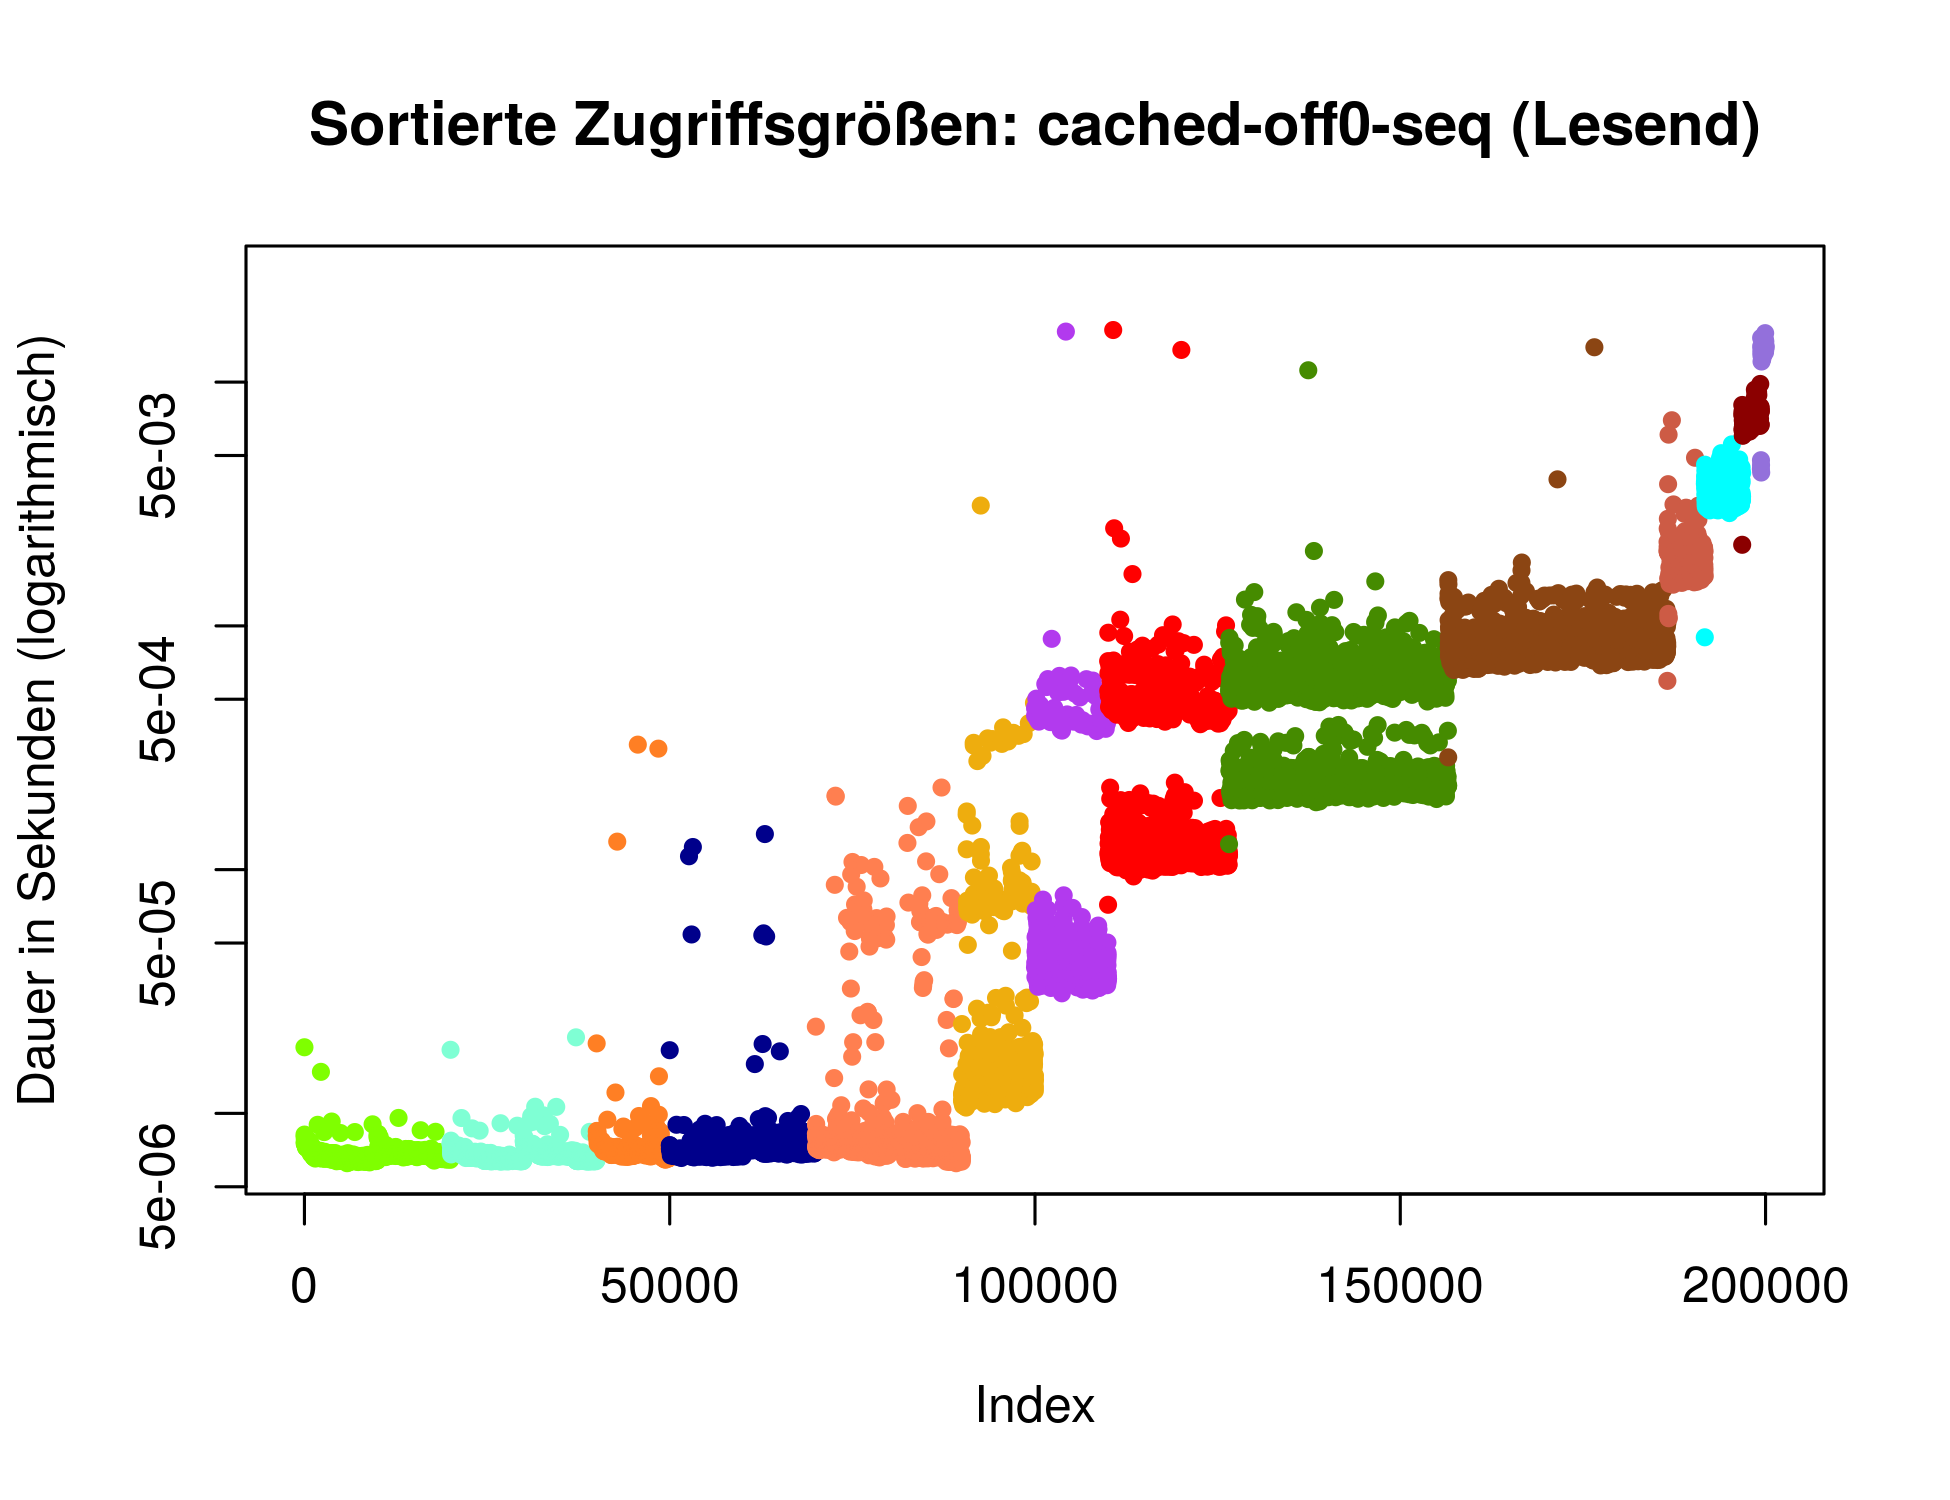 Sortierte Zugriffsgrößen: cached-off0-seq (Lesend)
Dauer in Sekunden (logarithmisch)
5e-03
5e-04
5e-05
5e-06
0 50000 100000 150000 200000
Index